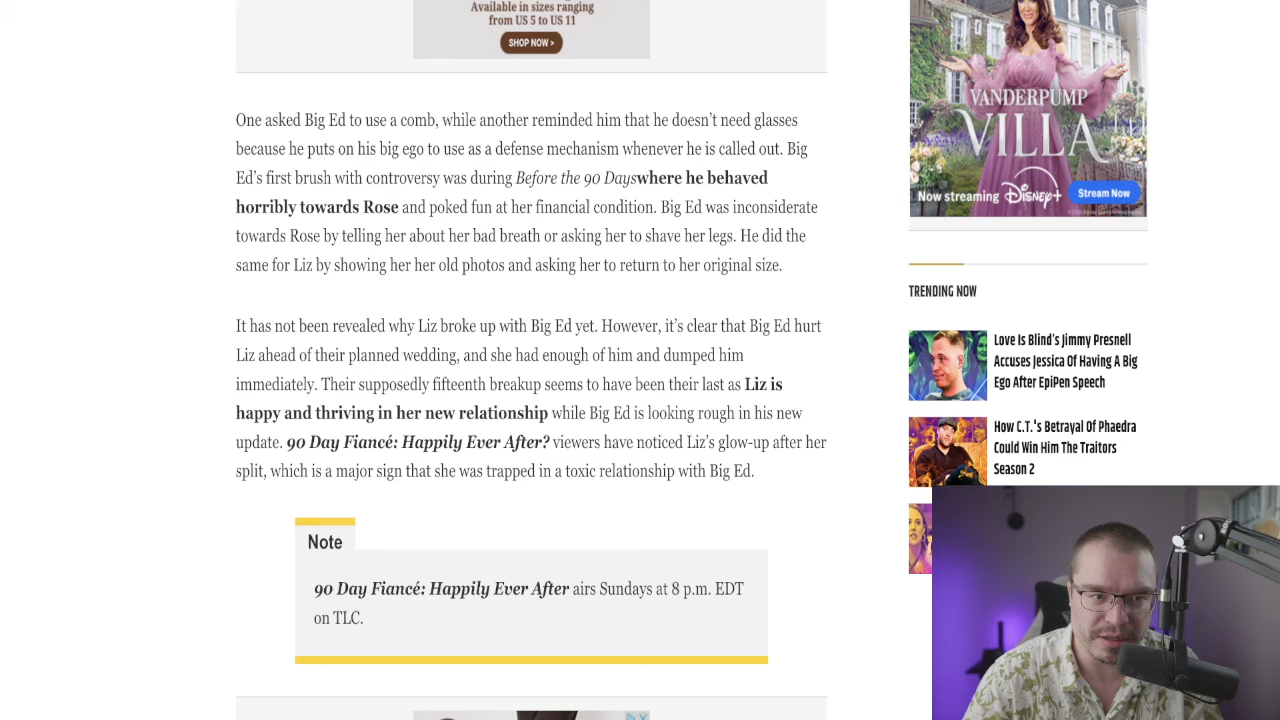 Available in sizes ranging
from US 5 to US 11
SHOP NOW >
One asked Big Ed to use a comb, while another reminded him that he doesn't need glasses
because he puts on his big ego to use as a defense mechanism whenever he is called out. Big
Ed's first brush with controversy was during Before the 90 Dayswhere he behaved
horribly towards Rose and poked fun at her financial condition. Big Ed was inconsiderate
towards Rose by telling her about her bad breath or asking her to shave her legs. He did the
same for Liz by showing her her old photos and asking her to return to her original size.
It has not been revealed why Liz broke up with Big Ed yet. However, it's clear that Big Ed hurt
Liz ahead of their planned wedding, and she had enough of him and dumped him
immediately. Their supposedly fifteenth breakup seems to have been their last as Liz is
happy and thriving in her new relationship while Big Ed is looking rough in his new
update. 90 Day Fiancé: Happily Ever After? viewers have noticed Liz's glow-up after her
split, which is a major sign that she was trapped in a toxic relationship with Big Ed.
Note
90 Day Fiancé: Happily Ever After airs Sundays at 8 p.m. EDT
on TLC.
VANDERPUMP
VILLA
Now streaming Disney+ Stream Now
TRENDING NOW
Love Is Blind's Jimmy Presnell
Accuses Jessica Of Having A Big
Ego After EpiPen Speech
How C.T.'s Betrayal Of Phaedra
Could Win Him The Traitors
Season 2